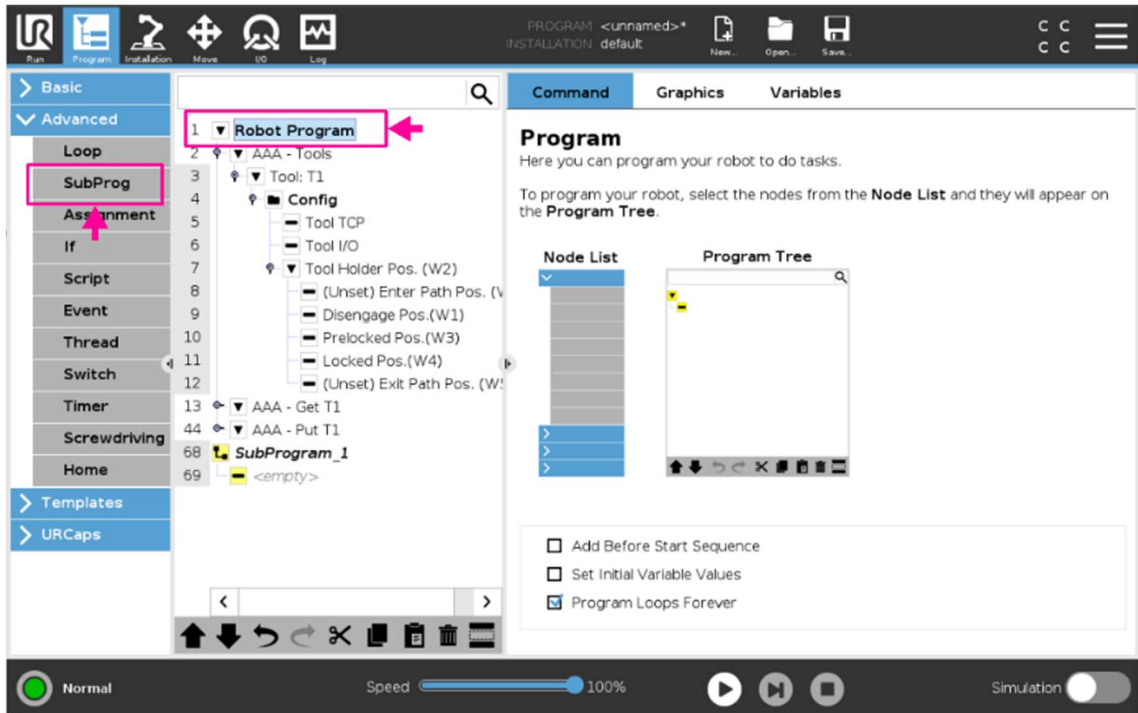 PROGRAM <unnamed>*
INSTALLATION default
C C
C C
Run Program Installation Move I/O Log New... Open... Save...
Basic
Advanced
Loop
SubProg
Assignment
If
Script
Event
Thread
Switch
Timer
Screwdriving
Home
Templates
URCaps
1 Robot Program
2 AAA - Tools
3 Tool: T1
4 Config
5 Tool TCP
6 Tool I/O
7 Tool Holder Pos. (W2)
8 (Unset) Enter Path Pos. (
9 Disengage Pos.(W1)
10 Prelocked Pos.(W3)
11 Locked Pos.(W4)
12 (Unset) Exit Path Pos. (W
13 AAA - Get T1
44 AAA - Put T1
68 SubProgram_1
69 <empty>
Command Graphics Variables
Program
Here you can program your robot to do tasks.
To program your robot, select the nodes from the Node List and they will appear on
the Program Tree.
Node List Program Tree
Add Before Start Sequence
Set Initial Variable Values
Program Loops Forever
Normal Speed 100% Simulation